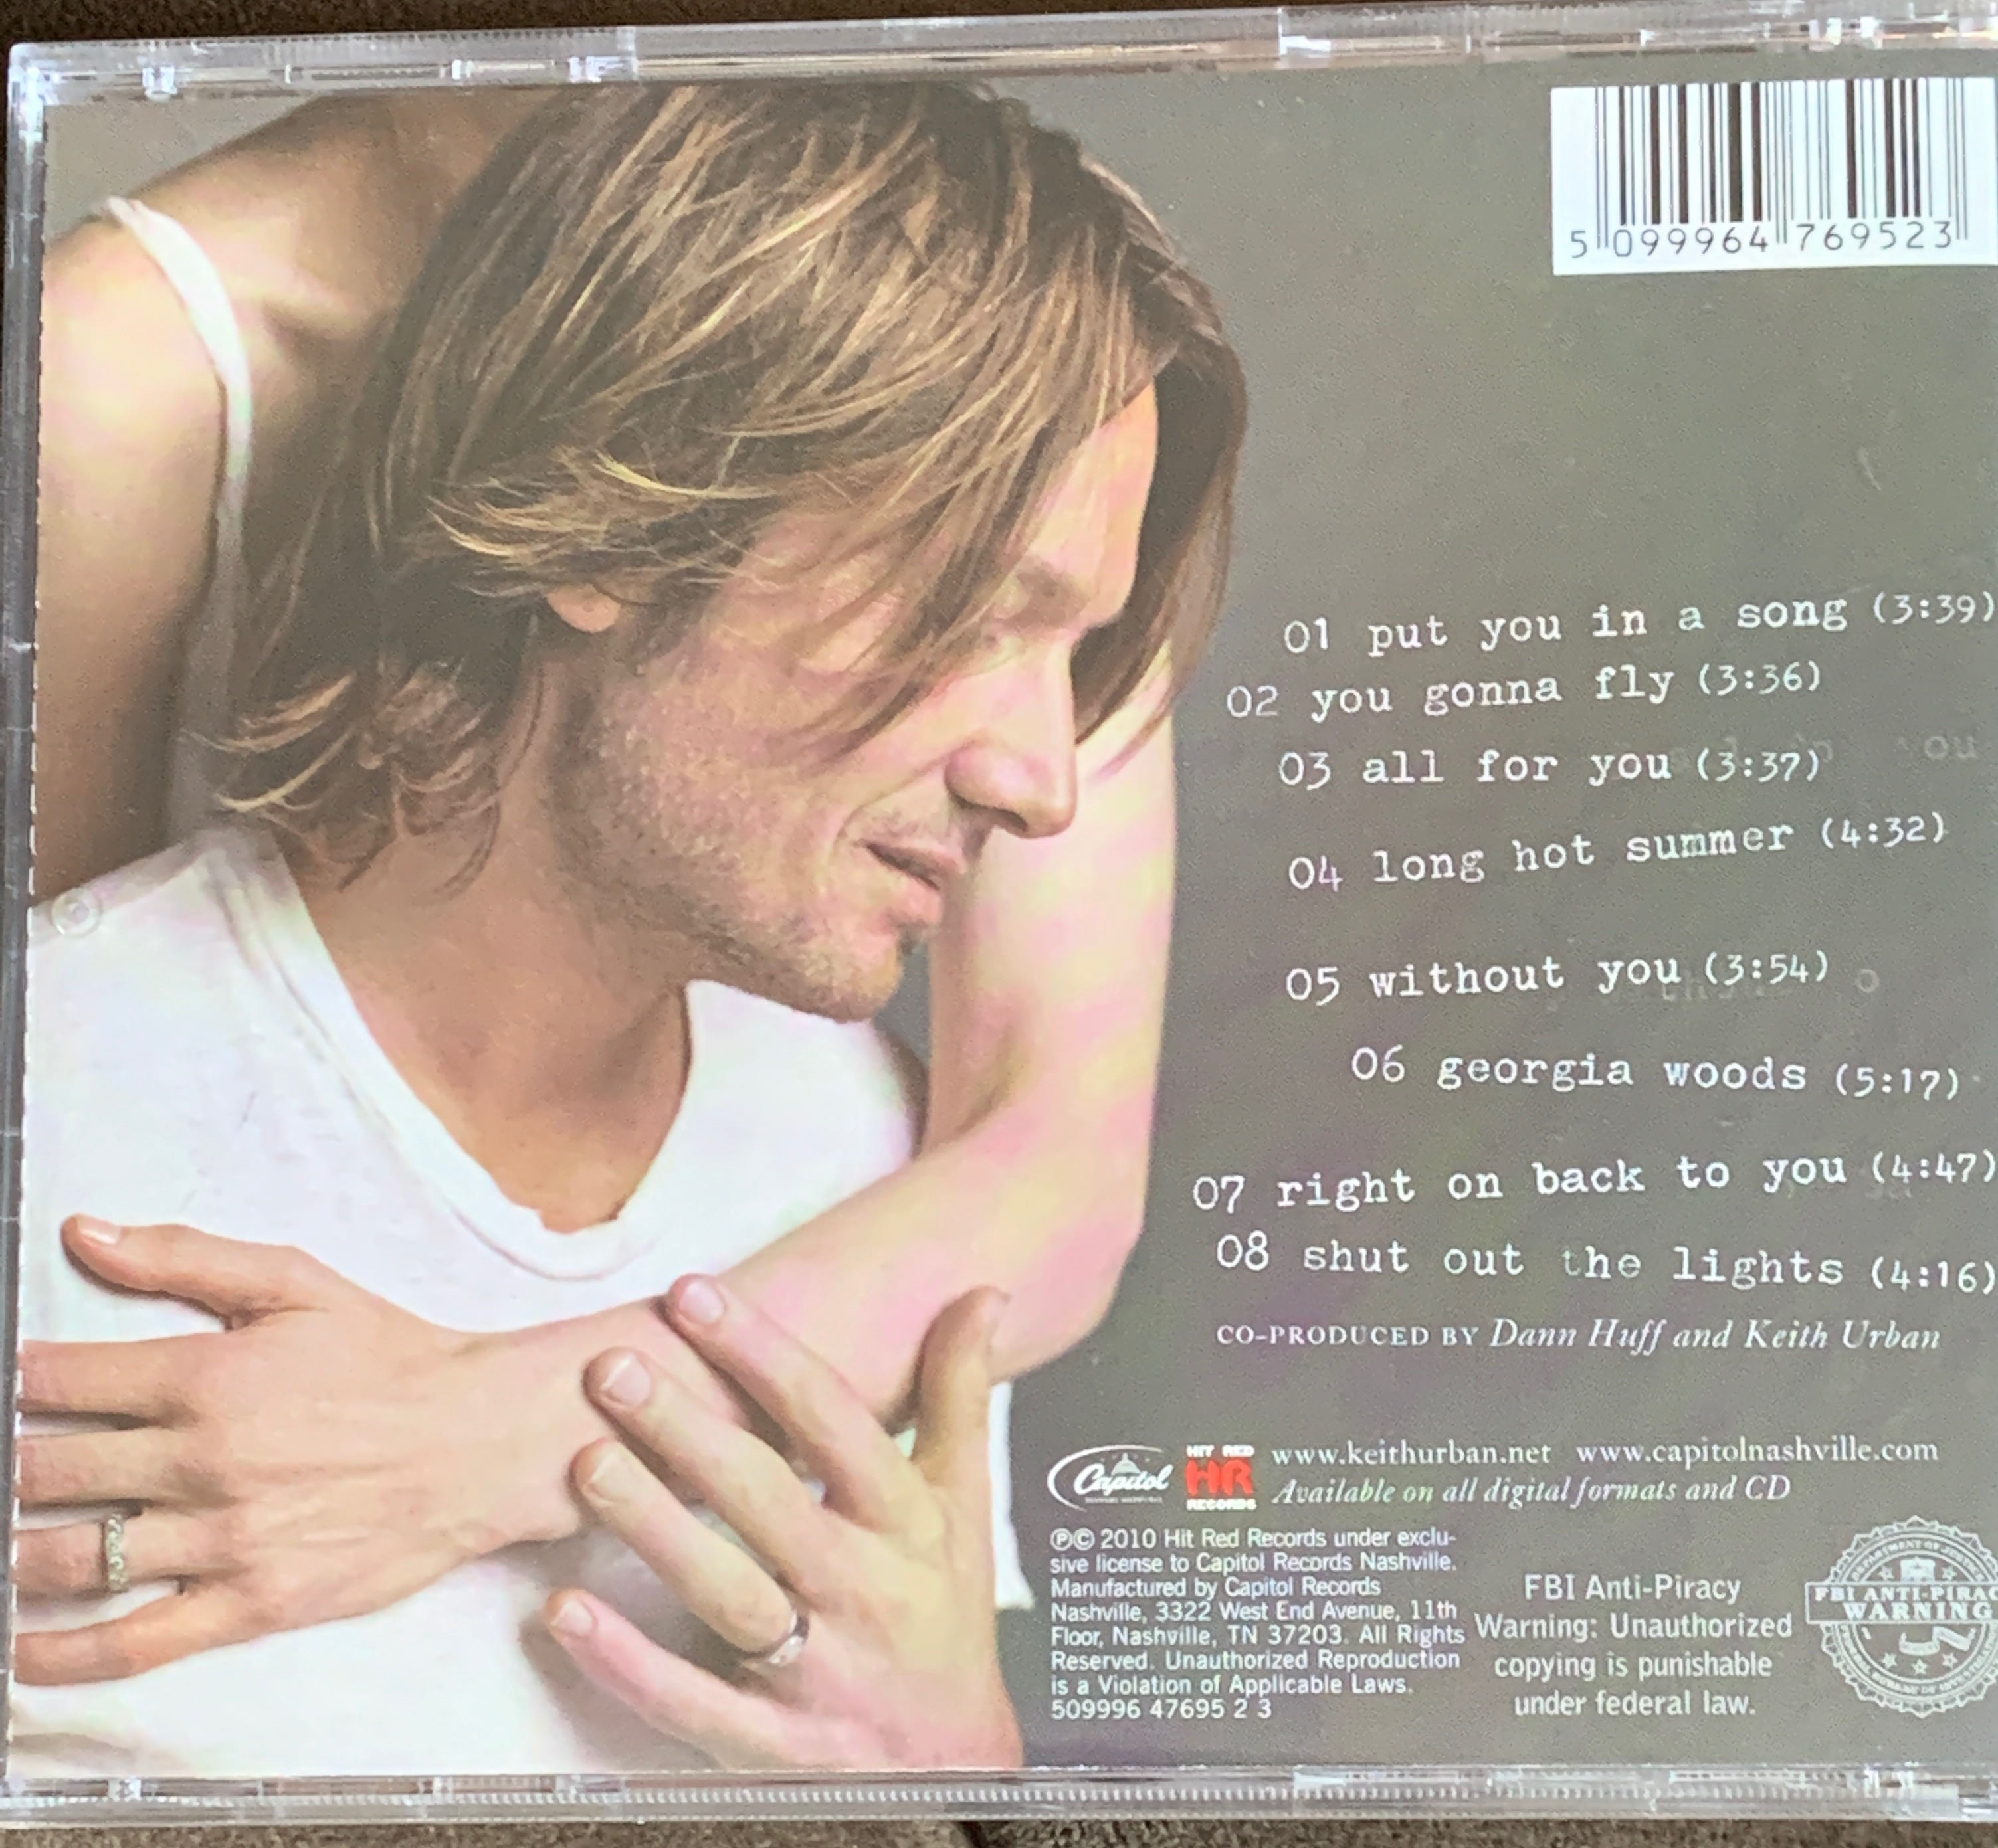 5 099964 769523
01 put you in a song (3:39)
02 you gonna fly (3:36)
03 all for you (3:37)
04 long hot summer (4:32)
05 without you (3:54)
06 georgia woods (5:17)
07 right on back to you (4:47)
08 shut out the lights (4:16)
CO-PRODUCED BY Dann Huff and Keith Urban
Capitol
HIT RED
HR
RECORDS
www.keithurban.net www.capitolnashville.com
Available on all digital formats and CD
℗© 2010 Hit Red Records under exclu-
sive license to Capitol Records Nashville.
Manufactured by Capitol Records
Nashville, 3322 West End Avenue, 11th
Floor, Nashville, TN 37203. All Rights
Reserved. Unauthorized Reproduction
is a Violation of Applicable Laws.
509996 47695 2 3
FBI Anti-Piracy
Warning: Unauthorized
copying is punishable
under federal law.
FBI ANTI-PIRAC
WARNING